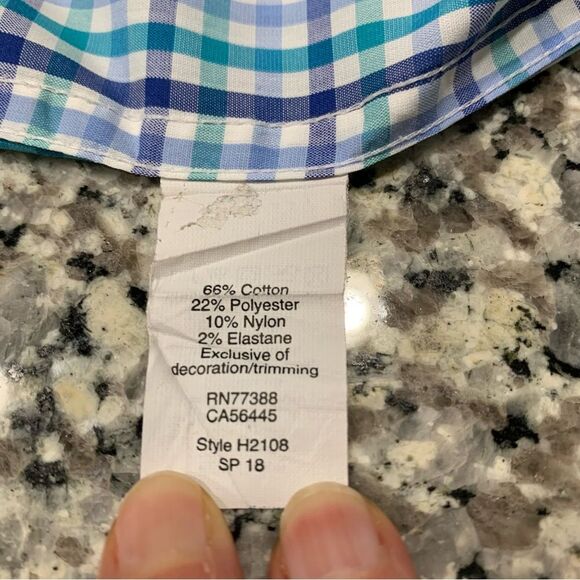 66% Cotton
22% Polyester
10% Nylon
2% Elastane
Exclusive of
decoration/trimming
RN77388
CA56445
Style H2108
SP 18